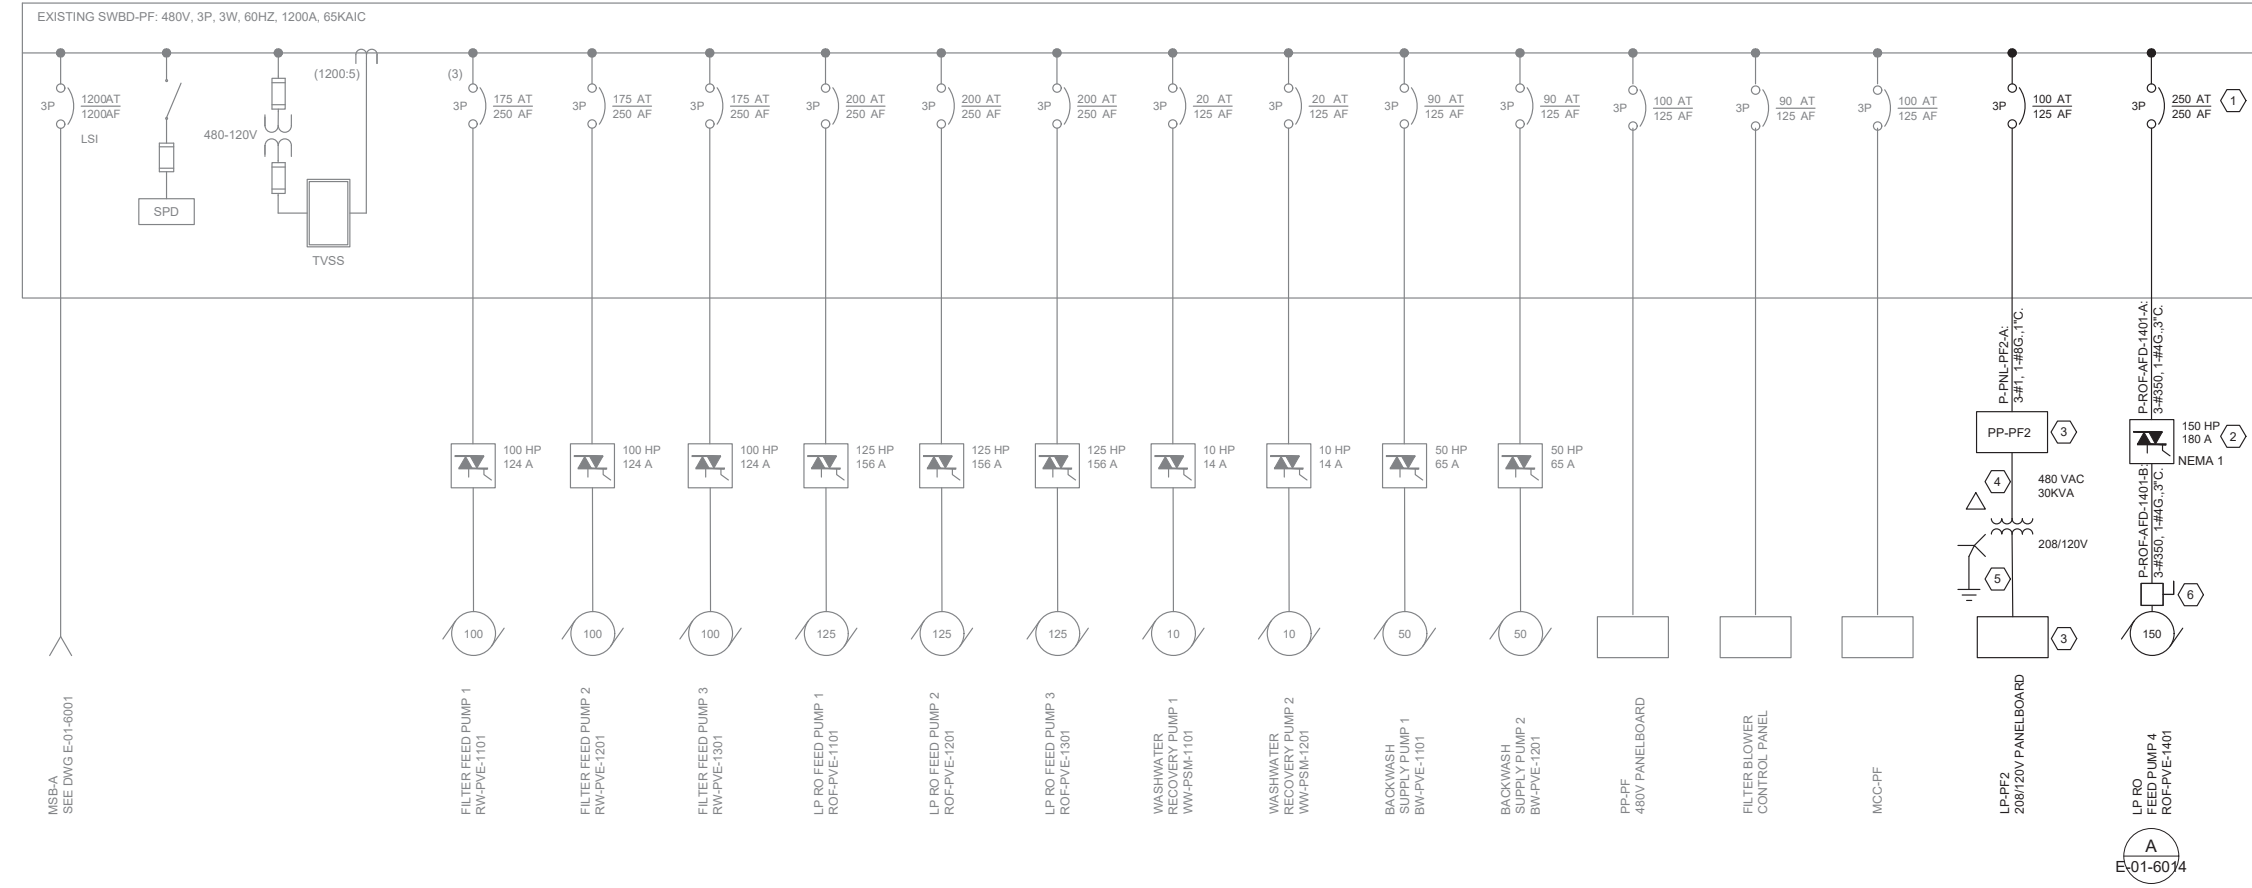 EXISTING SWBD-PF: 480V, 3P, 3W, 60HZ, 1200A, 65KAIC
(1200:5)
(3)
3P
1200AT
1200AF
LSI
480-120V
SPD
TVSS
3P
175 AT
250 AF
3P
175 AT
250 AF
3P
175 AT
250 AF
3P
200 AT
250 AF
3P
200 AT
250 AF
3P
200 AT
250 AF
3P
20 AT
125 AF
3P
20 AT
125 AF
3P
90 AT
125 AF
3P
90 AT
125 AF
3P
100 AT
125 AF
3P
90 AT
125 AF
3P
100 AT
125 AF
3P
100 AT
125 AF
3P
250 AT
250 AF
1
P-PNL-PF2-A:
3-#1, 1-#8G.,1"C.
P-ROF-AFD-1401-A:
3-#350, 1-#4G.,3"C.
100 HP
124 A
100 HP
124 A
100 HP
124 A
125 HP
156 A
125 HP
156 A
125 HP
156 A
10 HP
14 A
10 HP
14 A
50 HP
65 A
50 HP
65 A
PP-PF2
3
150 HP
180 A
2
NEMA 1
4
480 VAC
30KVA
208/120V
5
P-ROF-AFD-1401-B:
3-#350, 1-#4G.,3"C.
6
100
100
100
125
125
125
10
10
50
50
3
150
MSB-A
SEE DWG E-01-6001
FILTER FEED PUMP 1
RW-PVE-1101
FILTER FEED PUMP 2
RW-PVE-1201
FILTER FEED PUMP 3
RW-PVE-1301
LP RO FEED PUMP 1
ROF-PVE-1101
LP RO FEED PUMP 2
ROF-PVE-1201
LP RO FEED PUMP 3
ROF-PVE-1301
WASHWATER
RECOVERY PUMP 1
WW-PSM-1101
WASHWATER
RECOVERY PUMP 2
WW-PSM-1201
BACKWASH
SUPPLY PUMP 1
BW-PVE-1101
BACKWASH
SUPPLY PUMP 2
BW-PVE-1201
PP-PF
480V PANELBOARD
FILTER BLOWER
CONTROL PANEL
MCC-PF
LP-PF2
208/120V PANELBOARD
LP RO
FEED PUMP 4
ROF-PVE-1401
A
E-01-6014